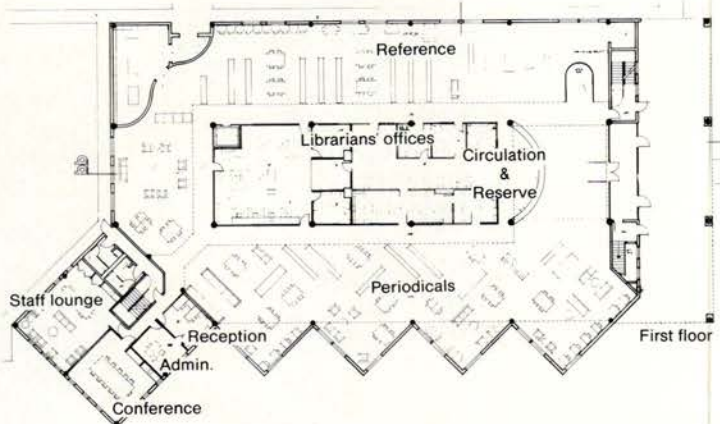 Reference
Librarians' offices
Circulation
&
Reserve
Periodicals
Staff lounge
Reception
Admin.
Conference
First floor